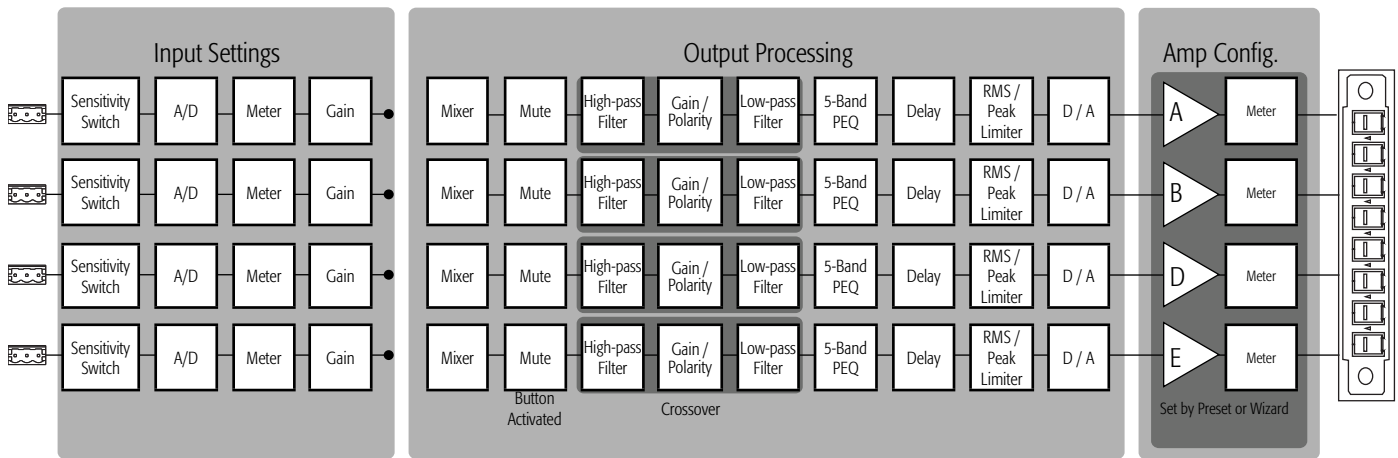 Input Settings
Output Processing
Amp Config.
Sensitivity
Switch
A/D
Meter
Gain
Mixer
Mute
High-pass
Filter
Gain /
Polarity
Low-pass
Filter
5-Band
PEQ
Delay
RMS /
Peak
Limiter
D / A
A
Meter
Sensitivity
Switch
A/D
Meter
Gain
Mixer
Mute
High-pass
Filter
Gain /
Polarity
Low-pass
Filter
5-Band
PEQ
Delay
RMS /
Peak
Limiter
D / A
B
Meter
Sensitivity
Switch
A/D
Meter
Gain
Mixer
Mute
High-pass
Filter
Gain /
Polarity
Low-pass
Filter
5-Band
PEQ
Delay
RMS /
Peak
Limiter
D / A
D
Meter
Sensitivity
Switch
A/D
Meter
Gain
Mixer
Mute
High-pass
Filter
Gain /
Polarity
Low-pass
Filter
5-Band
PEQ
Delay
RMS /
Peak
Limiter
D / A
E
Meter
Button
Activated
Crossover
Set by Preset or Wizard